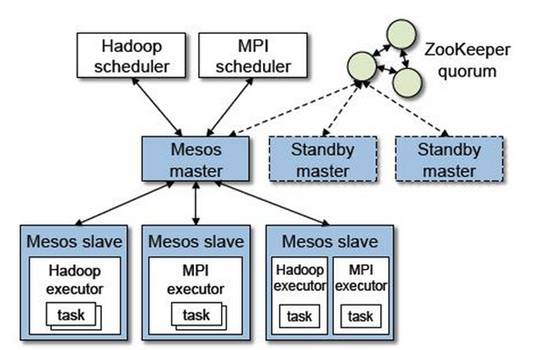 Hadoop
scheduler
MPI
scheduler
ZooKeeper
quorum
Mesos
master
Standby
master
Standby
master
Mesos slave
Hadoop
executor
task
Mesos slave
MPI
executor
task
Mesos slave
Hadoop
executor
task
MPI
executor
task